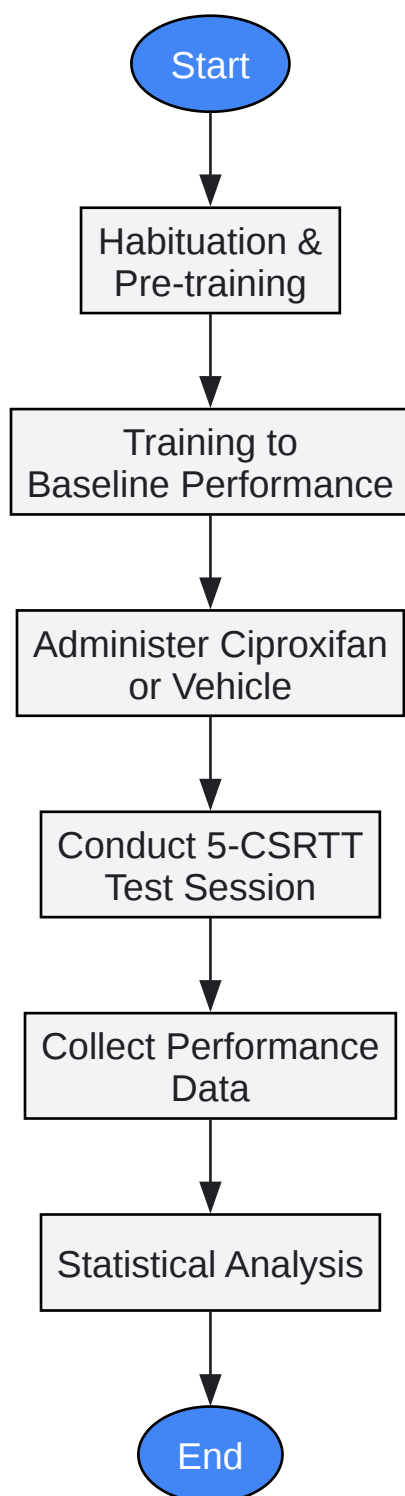 Start
Habituation &
Pre-training
Training to
Baseline Performance
Administer Ciproxifan
or Vehicle
Conduct 5-CSRTT
Test Session
Collect Performance
Data
Statistical Analysis
End